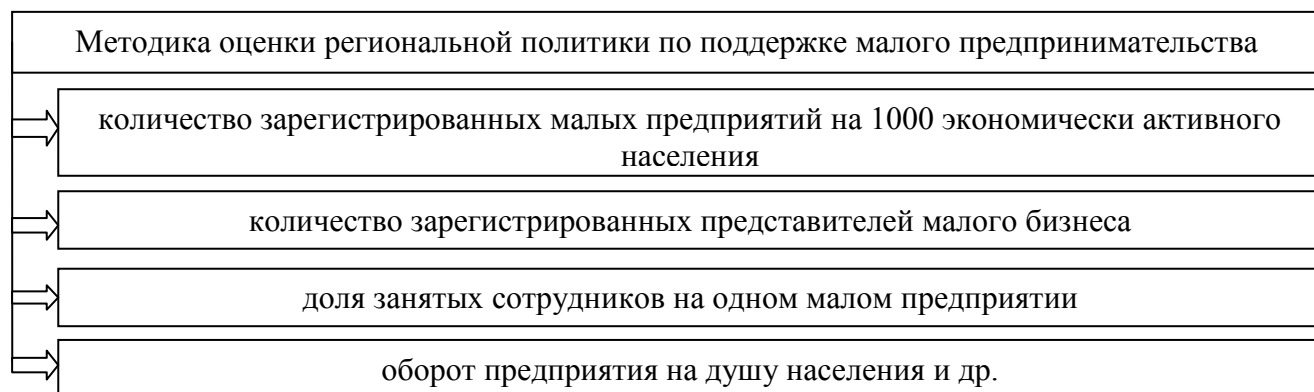 Методика оценки региональной политики по поддержке малого предпринимательства
количество зарегистрированных малых предприятий на 1000 экономически активного
населения
количество зарегистрированных представителей малого бизнеса
доля занятых сотрудников на одном малом предприятии
оборот предприятия на душу населения и др.